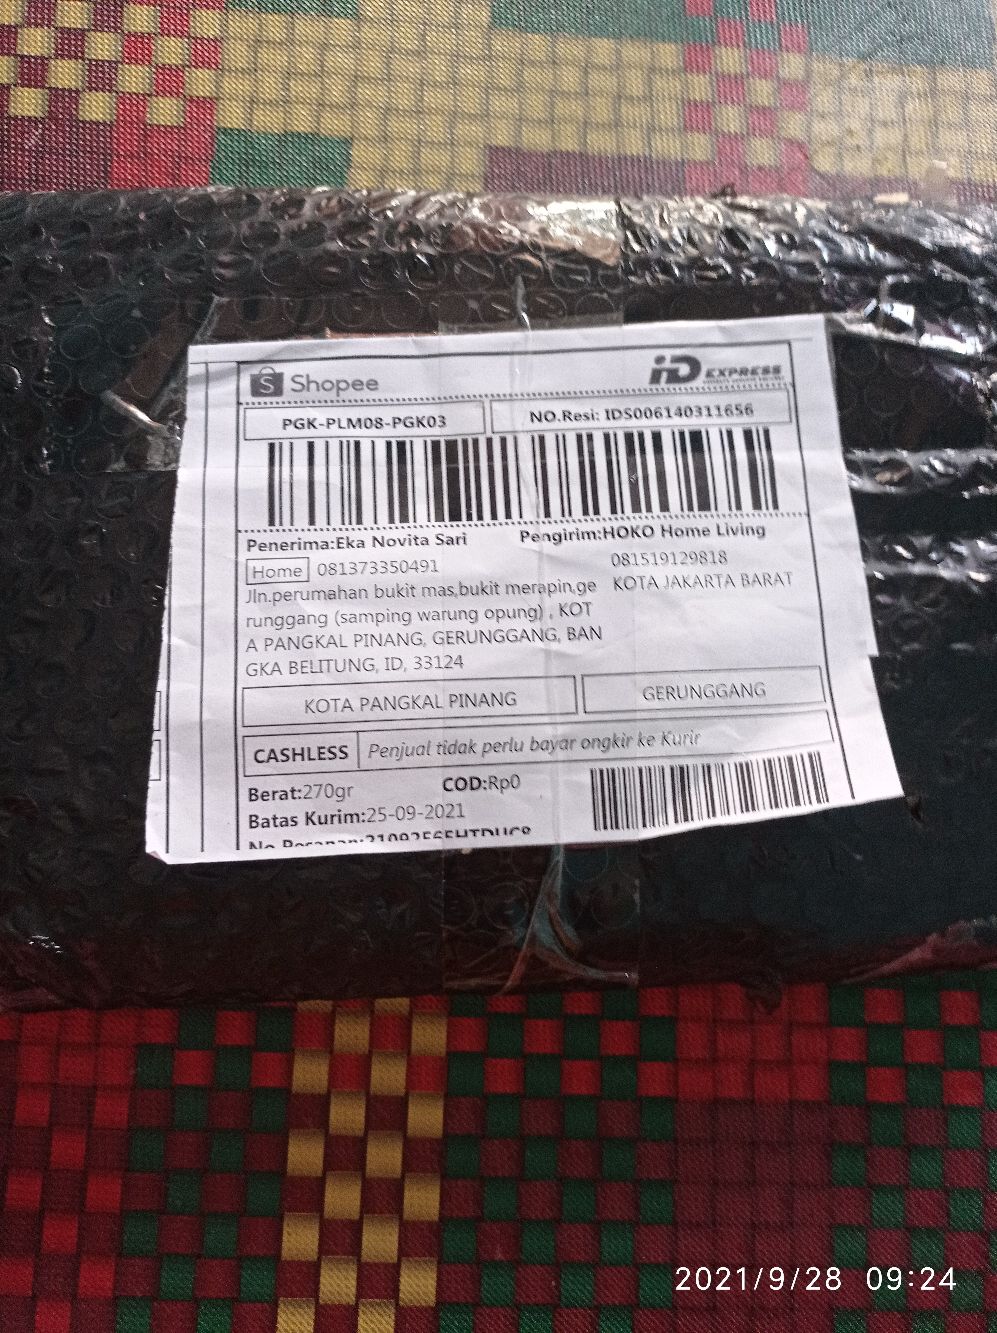 Shopee
iD EXPRESS
PGK-PLM08-PGK03
NO.Resi: IDS006140311656
Penerima:Eka Novita Sari
Pengirim:HOKO Home Living
Home 081373350491
081519129818
Jln.perumahan bukit mas,bukit merapin,ge
KOTA JAKARTA BARAT
runggang (samping warung opung) , KOT
A PANGKAL PINANG, GERUNGGANG, BAN
GKA BELITUNG, ID, 33124
KOTA PANGKAL PINANG
GERUNGGANG
CASHLESS Penjual tidak perlu bayar ongkir ke Kurir
Berat:270gr
COD:Rp0
Batas Kurim:25-09-2021
2021/9/28 09:24